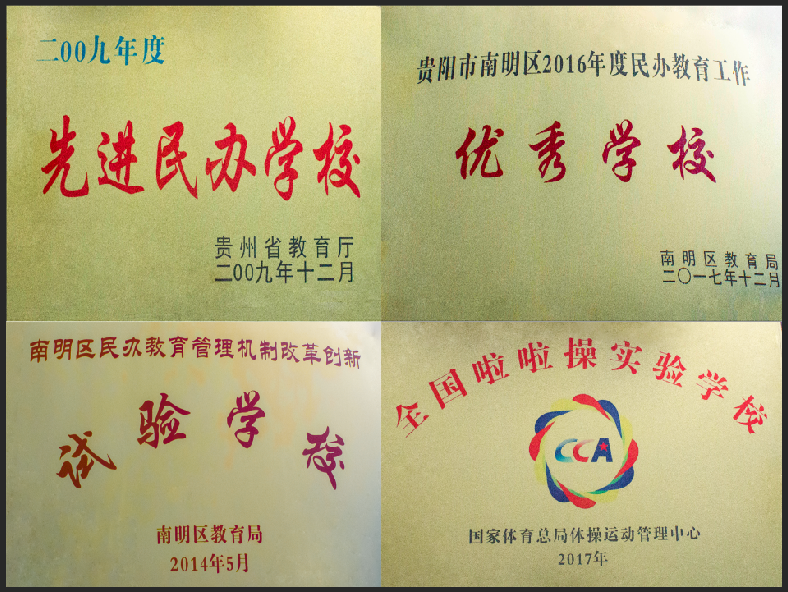 二00九年度
先进民办学校
贵州省教育厅
二00九年十二月
贵阳市南明区2016年度民办教育工作
优秀学校
南明区教育局
二〇一七年十二月
南明区民办教育管理机制改革创新
试验学校
南明区教育局
2014年5月
全国啦啦操实验学校
CCA
国家体育总局体操运动管理中心
2017年